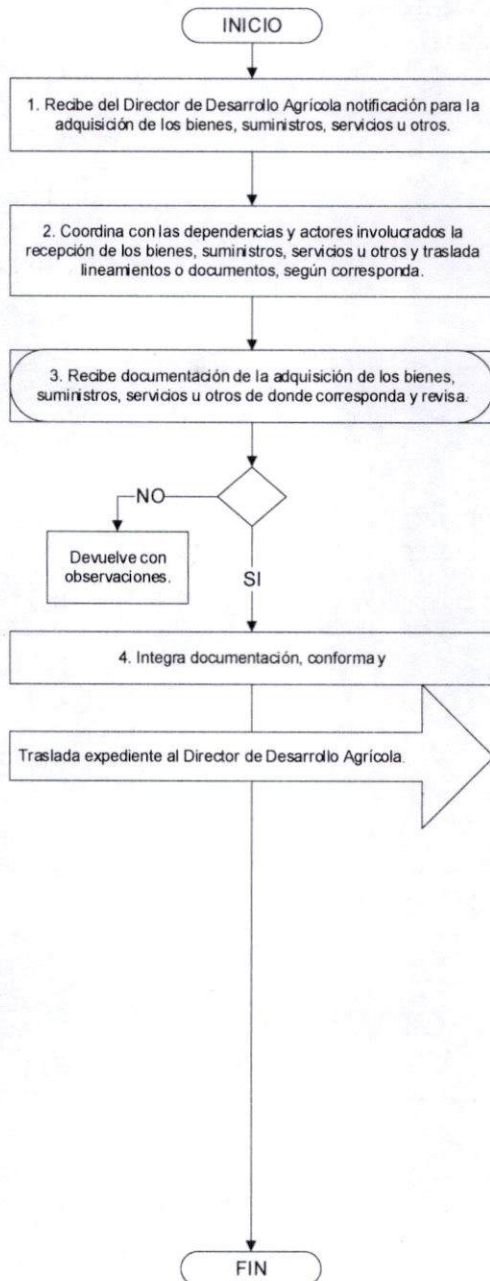 INICIO
1. Recibe del Director de Desarrollo Agrícola notificación para la
adquisición de los bienes, suministros, servicios u otros.
2. Coordina con las dependencias y actores involucrados la
recepción de los bienes, suministros, servicios u otros y traslada
lineamientos o documentos, según corresponda.
3. Recibe documentación de la adquisición de los bienes,
suministros, servicios u otros de donde corresponda y revisa.
NO
Devuelve con
observaciones.
SI
4. Integra documentación, conforma y
Traslada expediente al Director de Desarrollo Agrícola.
FIN